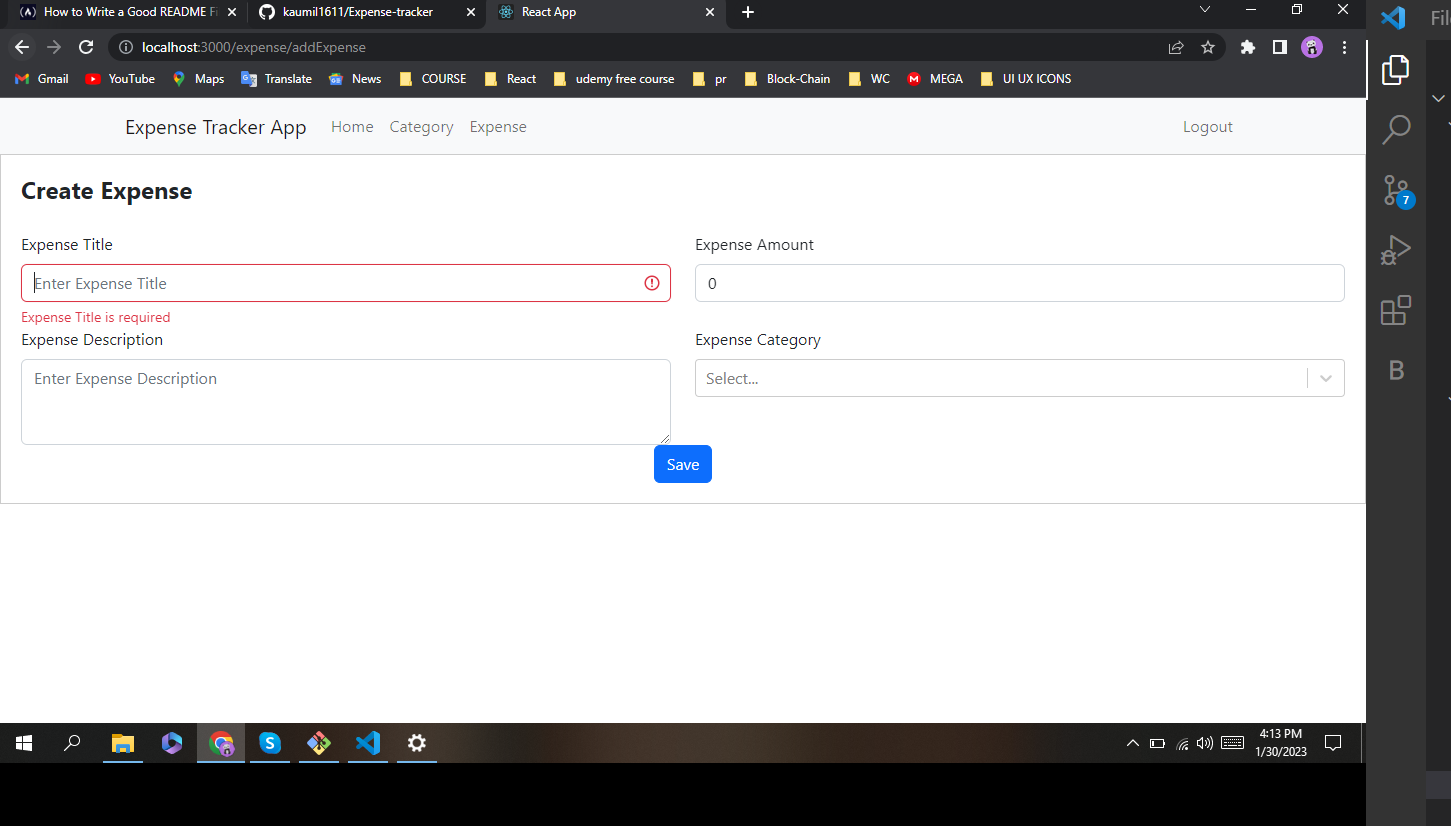 How to Write a Good README Fi
kaumil1611/Expense-tracker
React App
Fil
localhost:3000/expense/addExpense
Gmail YouTube Maps Translate News COURSE React udemy free course pr Block-Chain WC MEGA UI UX ICONS
Expense Tracker App Home Category Expense Logout
Create Expense
Expense Title Expense Amount
Enter Expense Title 0
Expense Title is required
Expense Description Expense Category
Enter Expense Description Select...
Save
7
B
4:13 PM
1/30/2023